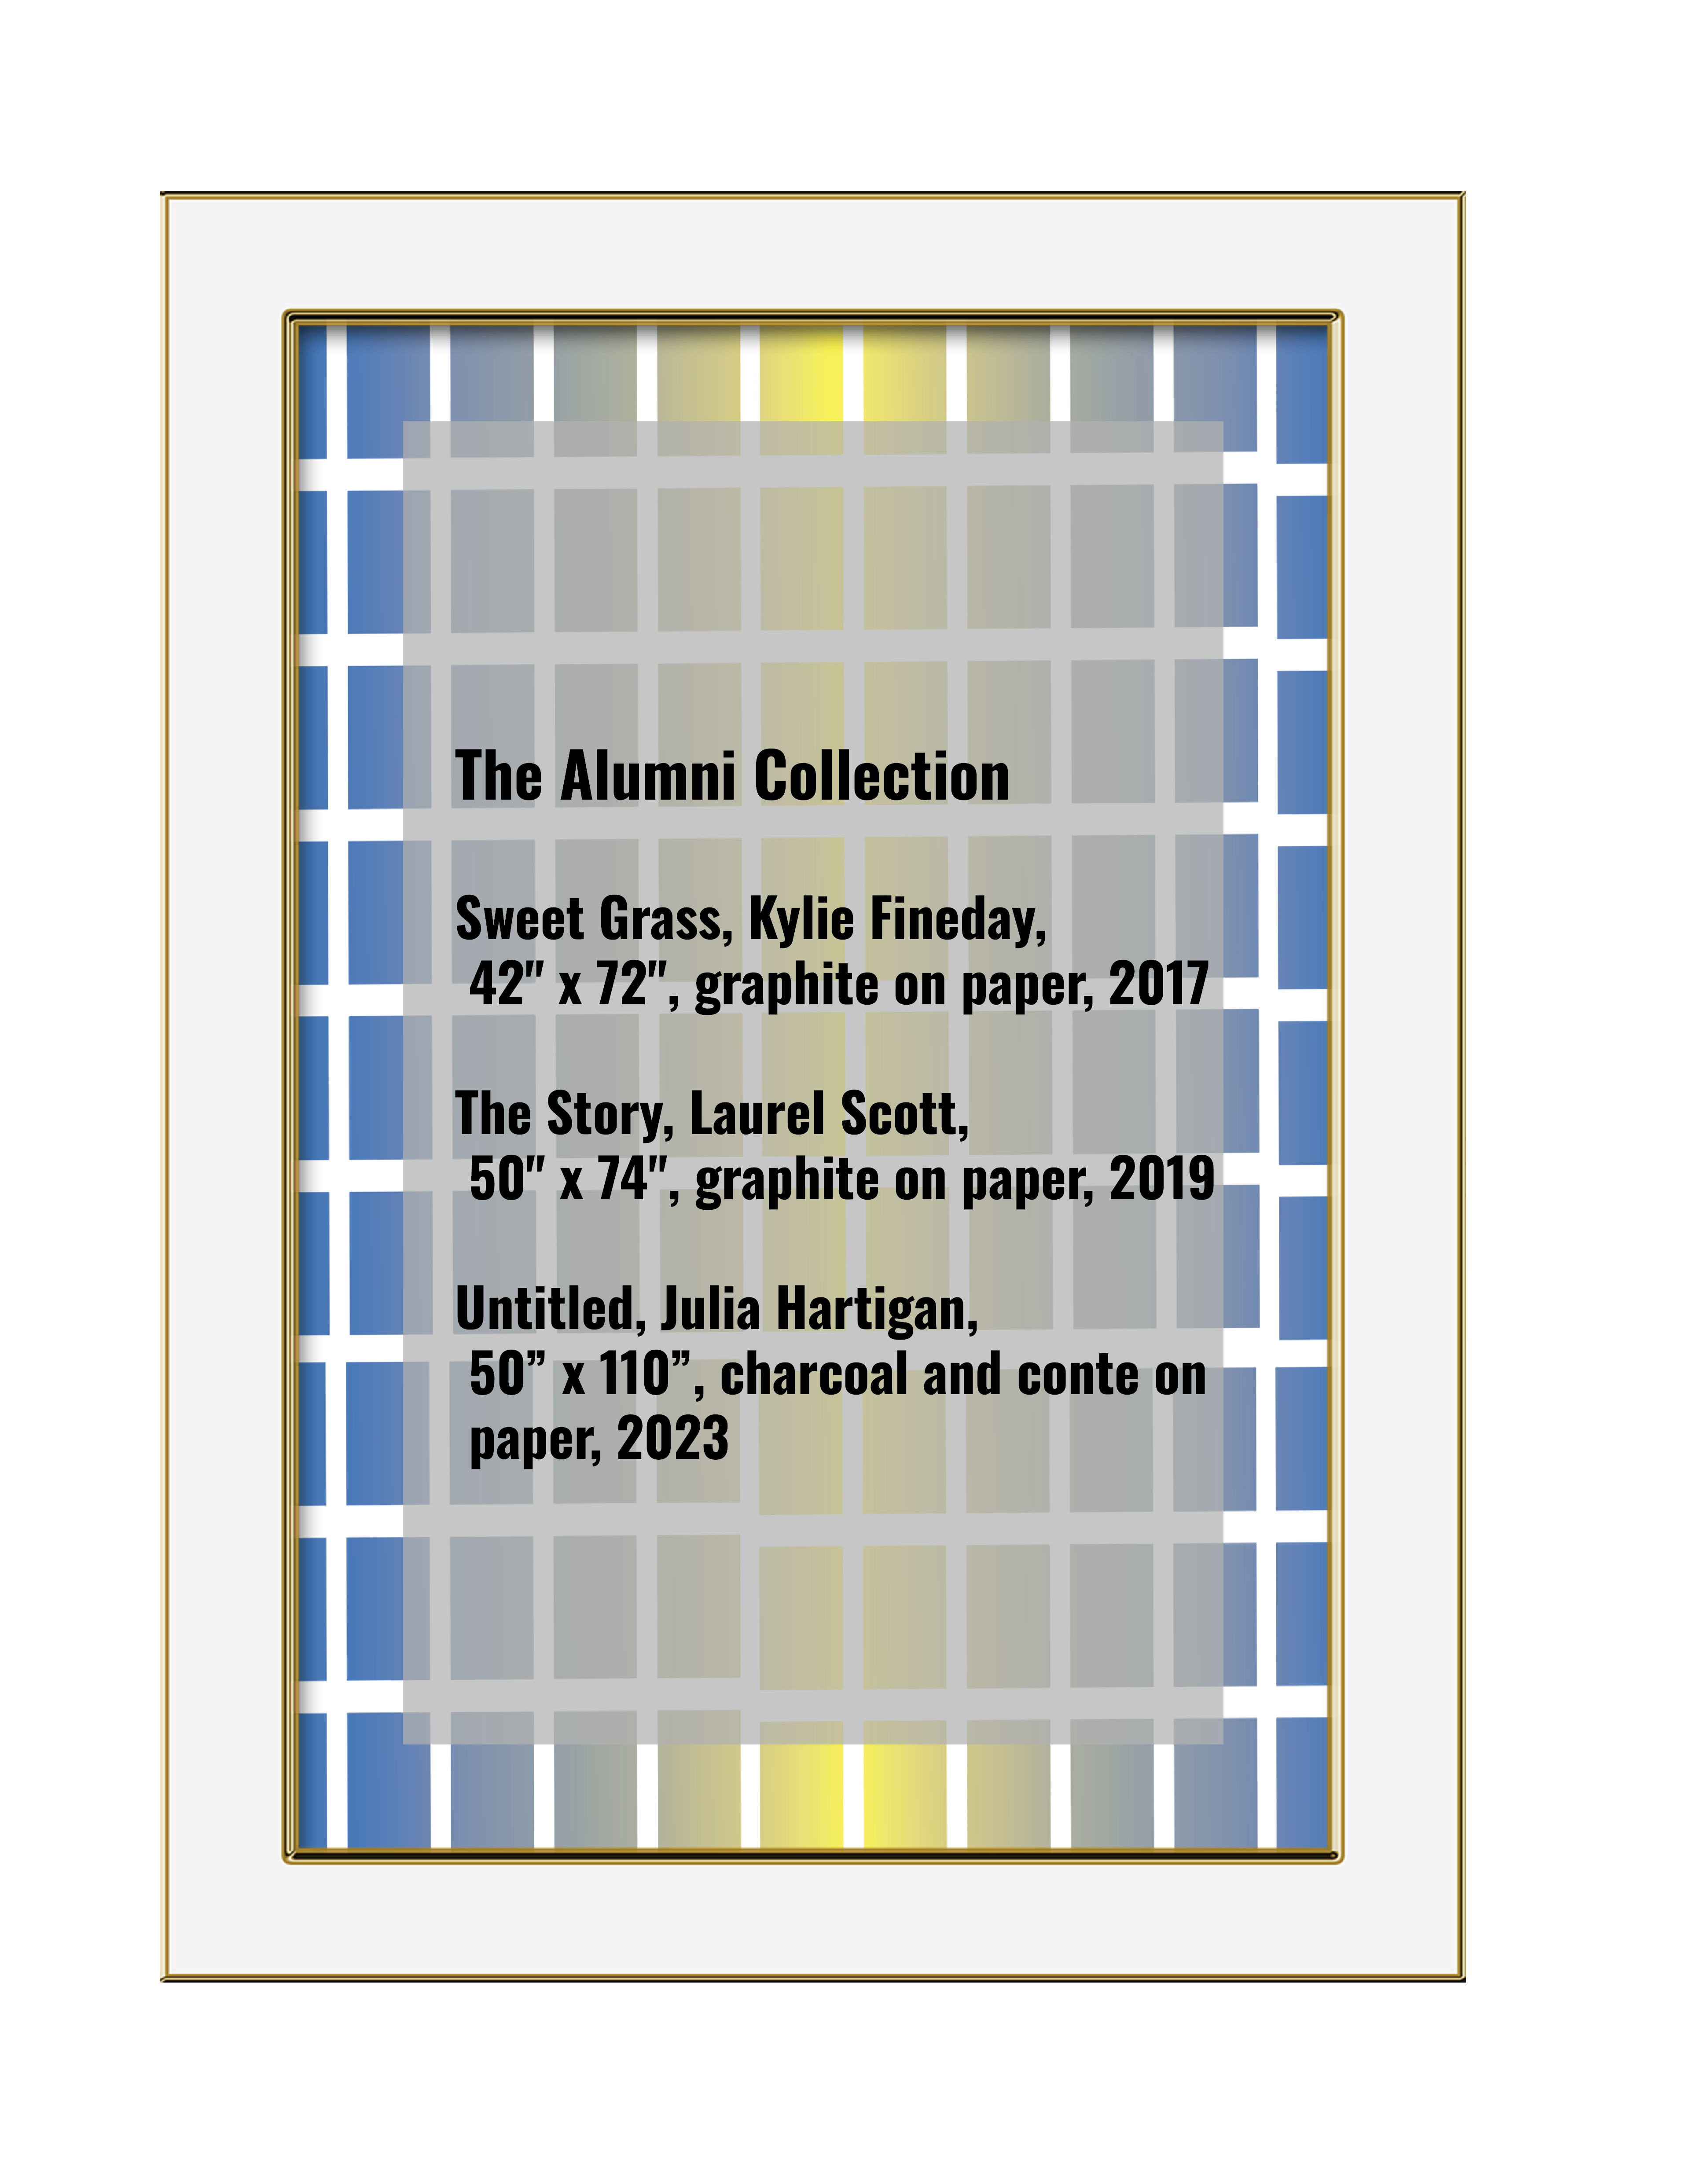 The Alumni Collection
Sweet Grass, Kylie Fineday,
42" x 72", graphite on paper, 2017
The Story, Laurel Scott,
50" x 74", graphite on paper, 2019
Untitled, Julia Hartigan,
50” x 110”, charcoal and conte on
paper, 2023